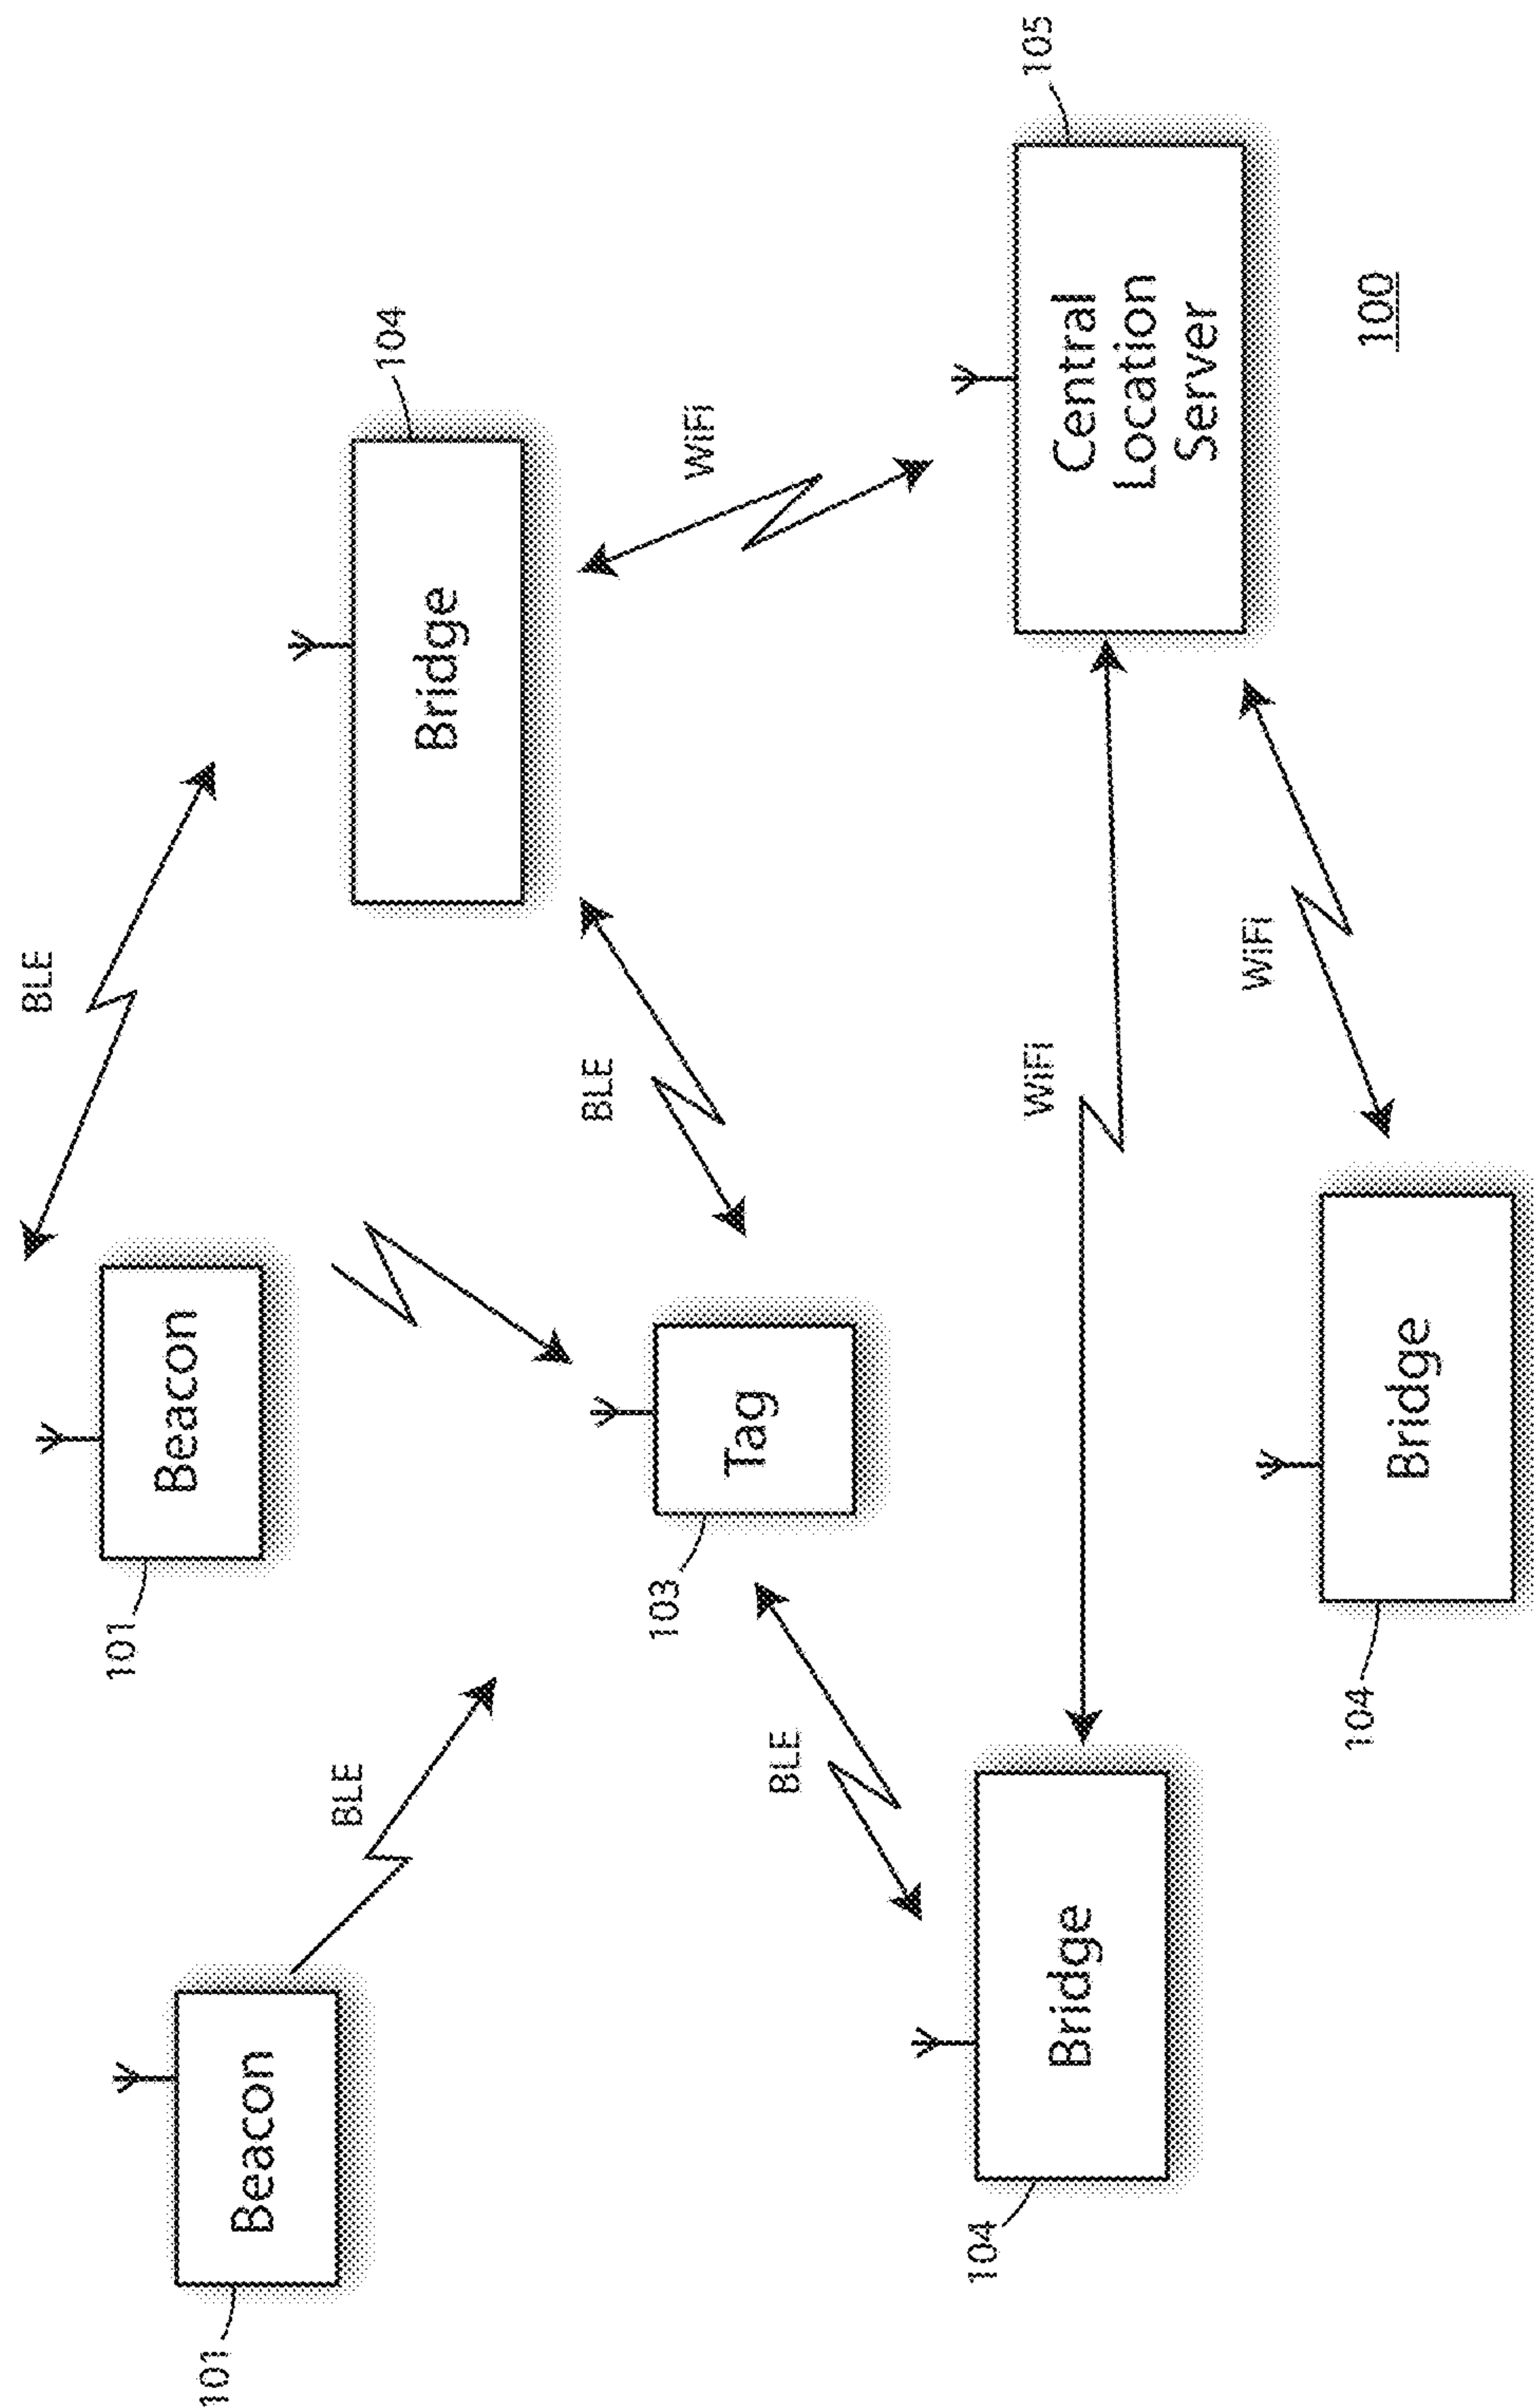 BLE
101
Beacon
101
Beacon
BLE
104
Bridge
BLE
103
Tag
WiFi
BLE
104
Bridge
WiFi
105
Central
Location
Server
WiFi
104
Bridge
100